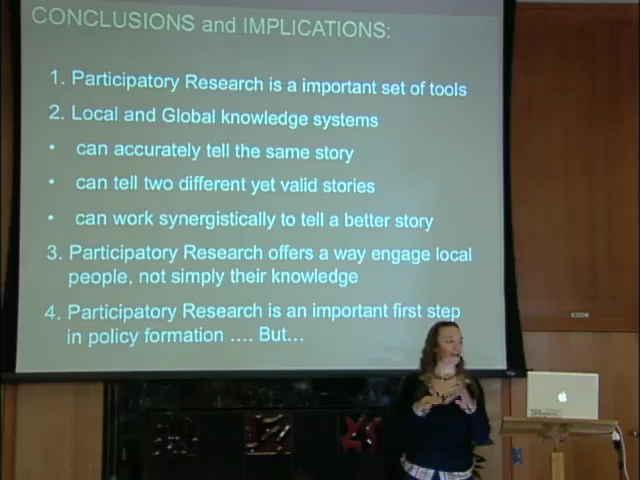 CONCLUSIONS and IMPLICATIONS:
1. Participatory Research is a important set of tools
2. Local and Global knowledge systems
• can accurately tell the same story
• can tell two different yet valid stories
• can work synergistically to tell a better story
3. Participatory Research offers a way engage local
people, not simply their knowledge
4. Participatory Research is an important first step
in policy formation .... But...